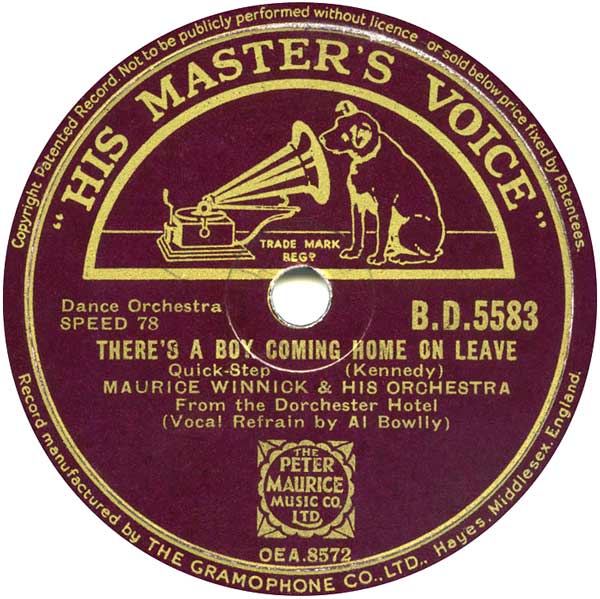 Copyright Patented Record. Not to be publicly performed without licence - or sold below price fixed by Patentees.
"HIS MASTER'S VOICE"
TRADE MARK
REGD
Dance Orchestra
SPEED 78
B.D.5583
THERE'S A BOY COMING HOME ON LEAVE
Quick-Step (Kennedy)
MAURICE WINNICK & HIS ORCHESTRA
From the Dorchester Hotel
(Vocal Refrain by Al Bowlly)
THE
PETER
MAURICE
MUSIC CO.
LTD.
OEA.8572
Record manufactured by THE GRAMOPHONE CO., LTD., Hayes, Middlesex, England.